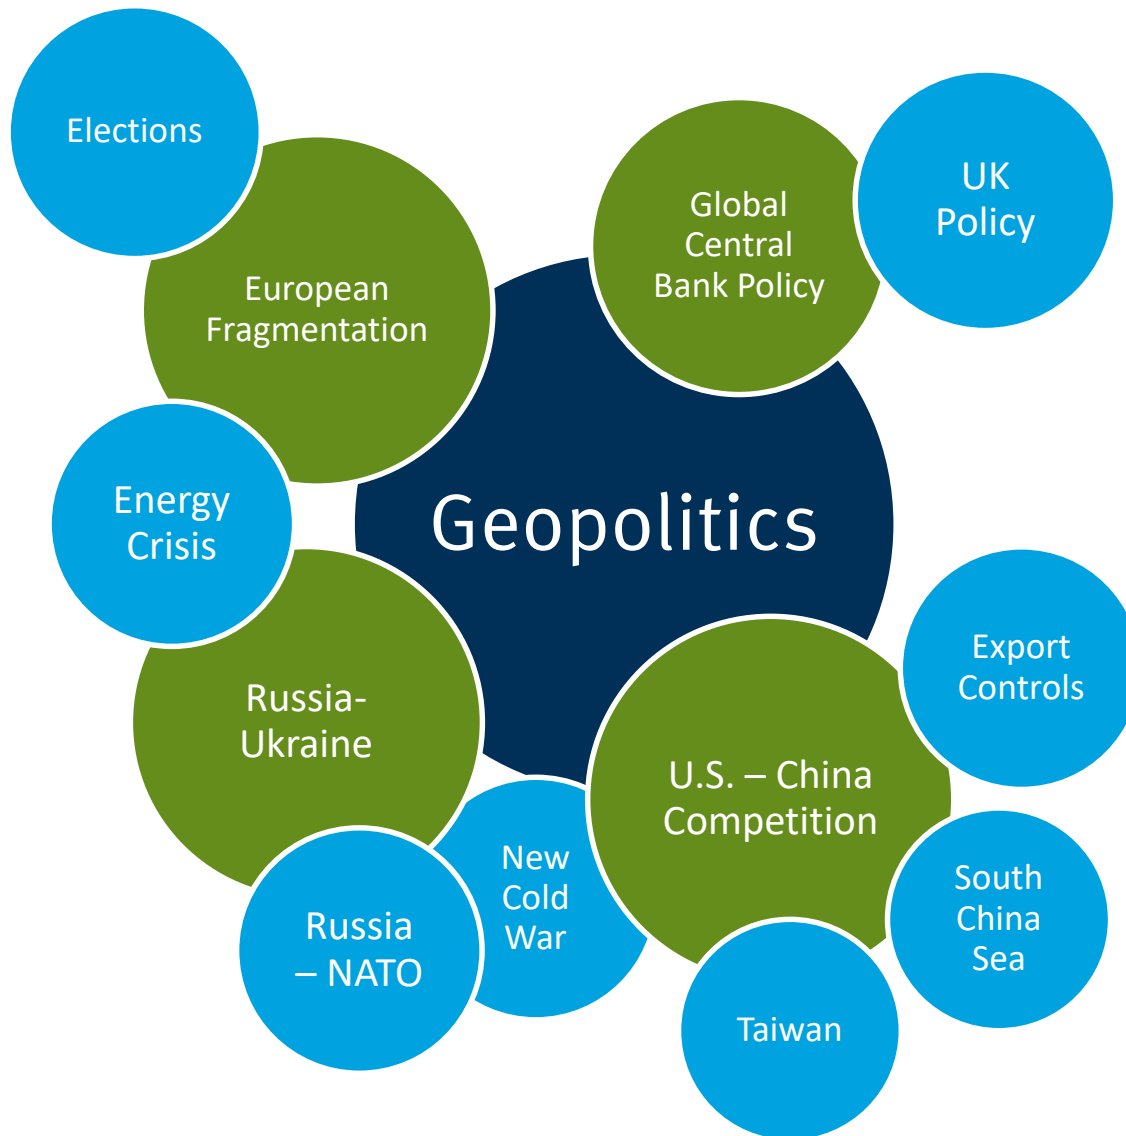 Elections
UK
Policy
Global
Central
Bank Policy
European
Fragmentation
Energy
Crisis
Geopolitics
Export
Controls
Russia-
Ukraine
U.S. – China
Competition
New
Cold
War
South
China
Sea
Russia
– NATO
Taiwan